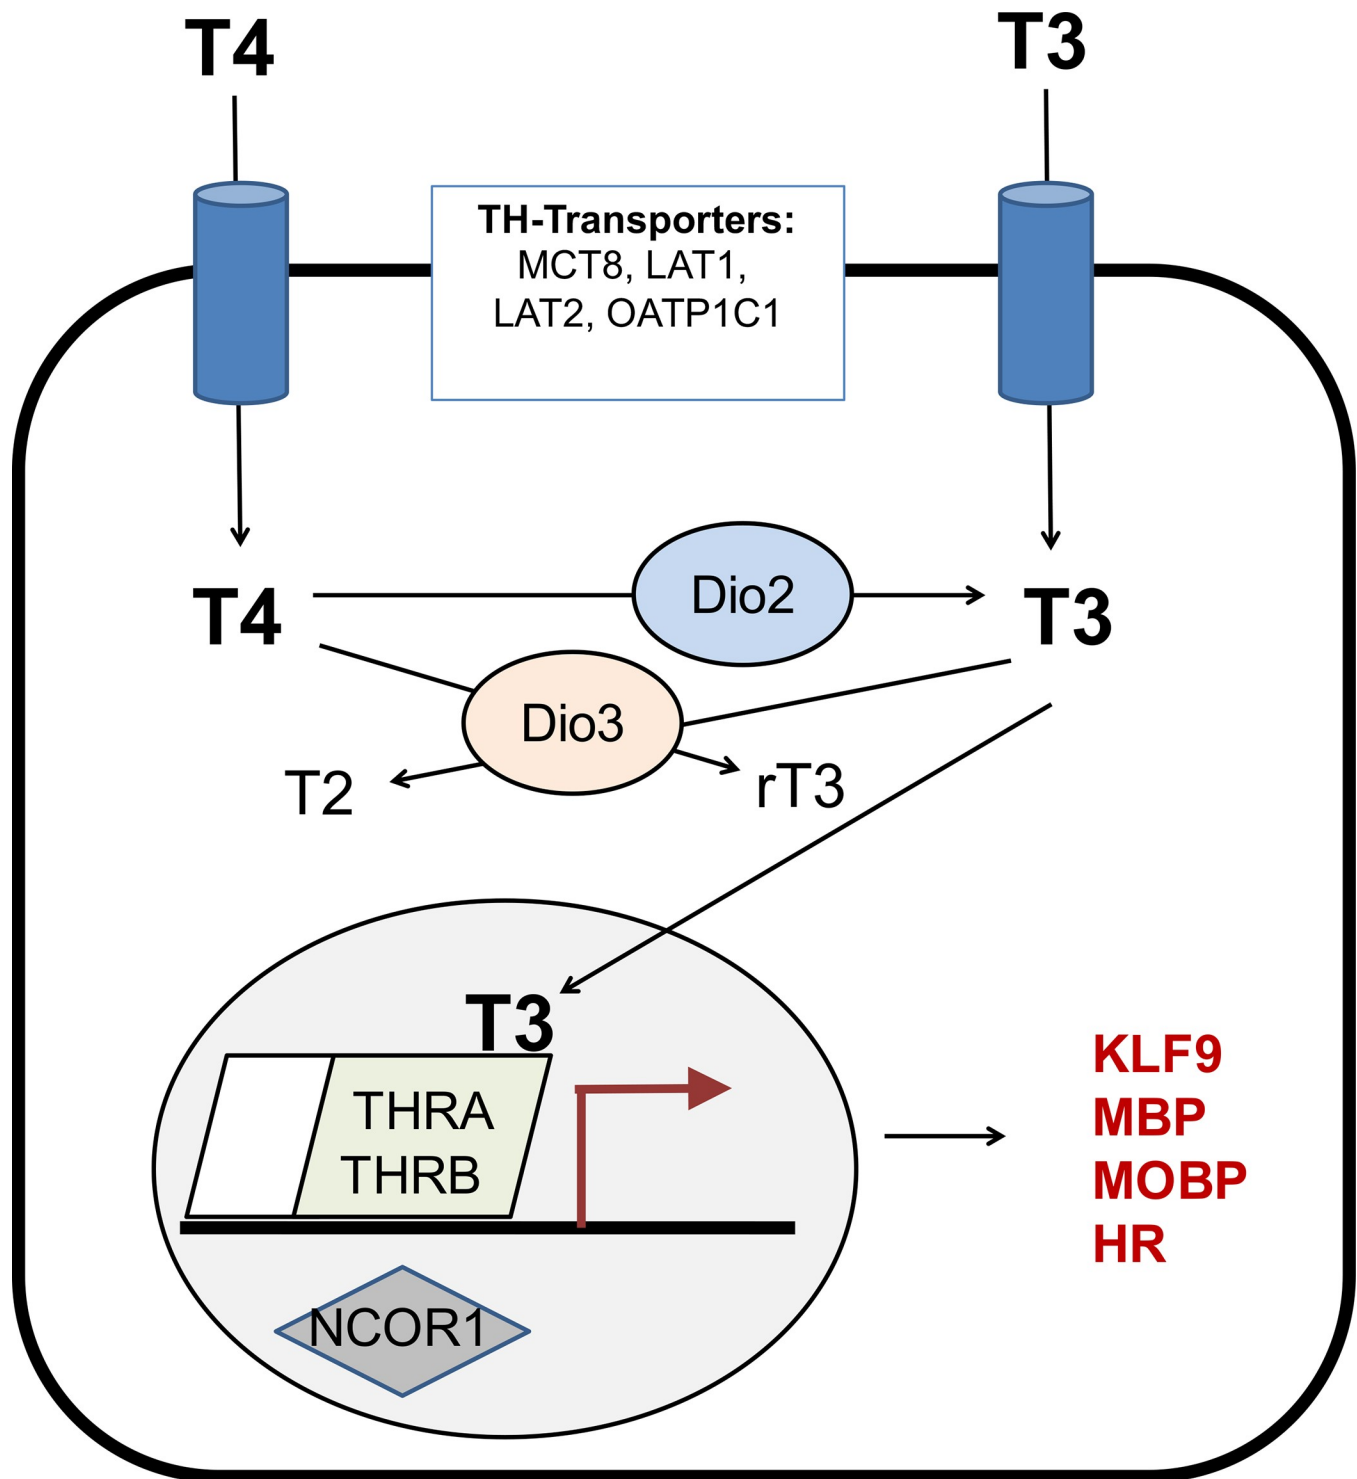 T4
T3
TH-Transporters:
MCT8, LAT1,
LAT2, OATP1C1
T4
Dio2
T3
Dio3
T2
rT3
T3
THRA
THRB
NCOR1
KLF9
MBP
MOBP
HR